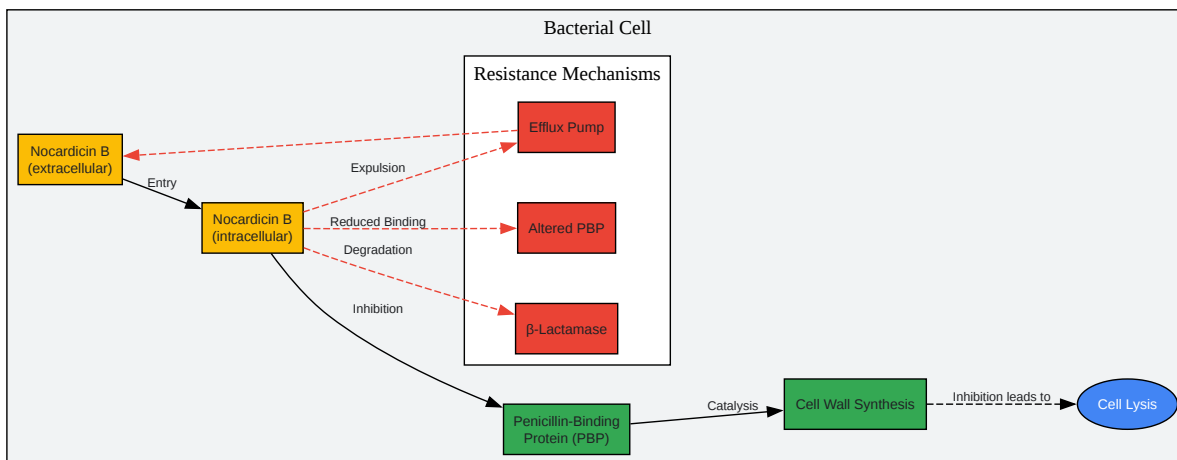 Bacterial Cell
Resistance Mechanisms
Efflux Pump
Nocardicin B
(extracellular)
Expulsion
Entry
Nocardicin B
(intracellular)
Reduced Binding
Altered PBP
Degradation
Inhibition
β-Lactamase
Penicillin-Binding
Protein (PBP)
Catalysis
Cell Wall Synthesis
Inhibition leads to
Cell Lysis